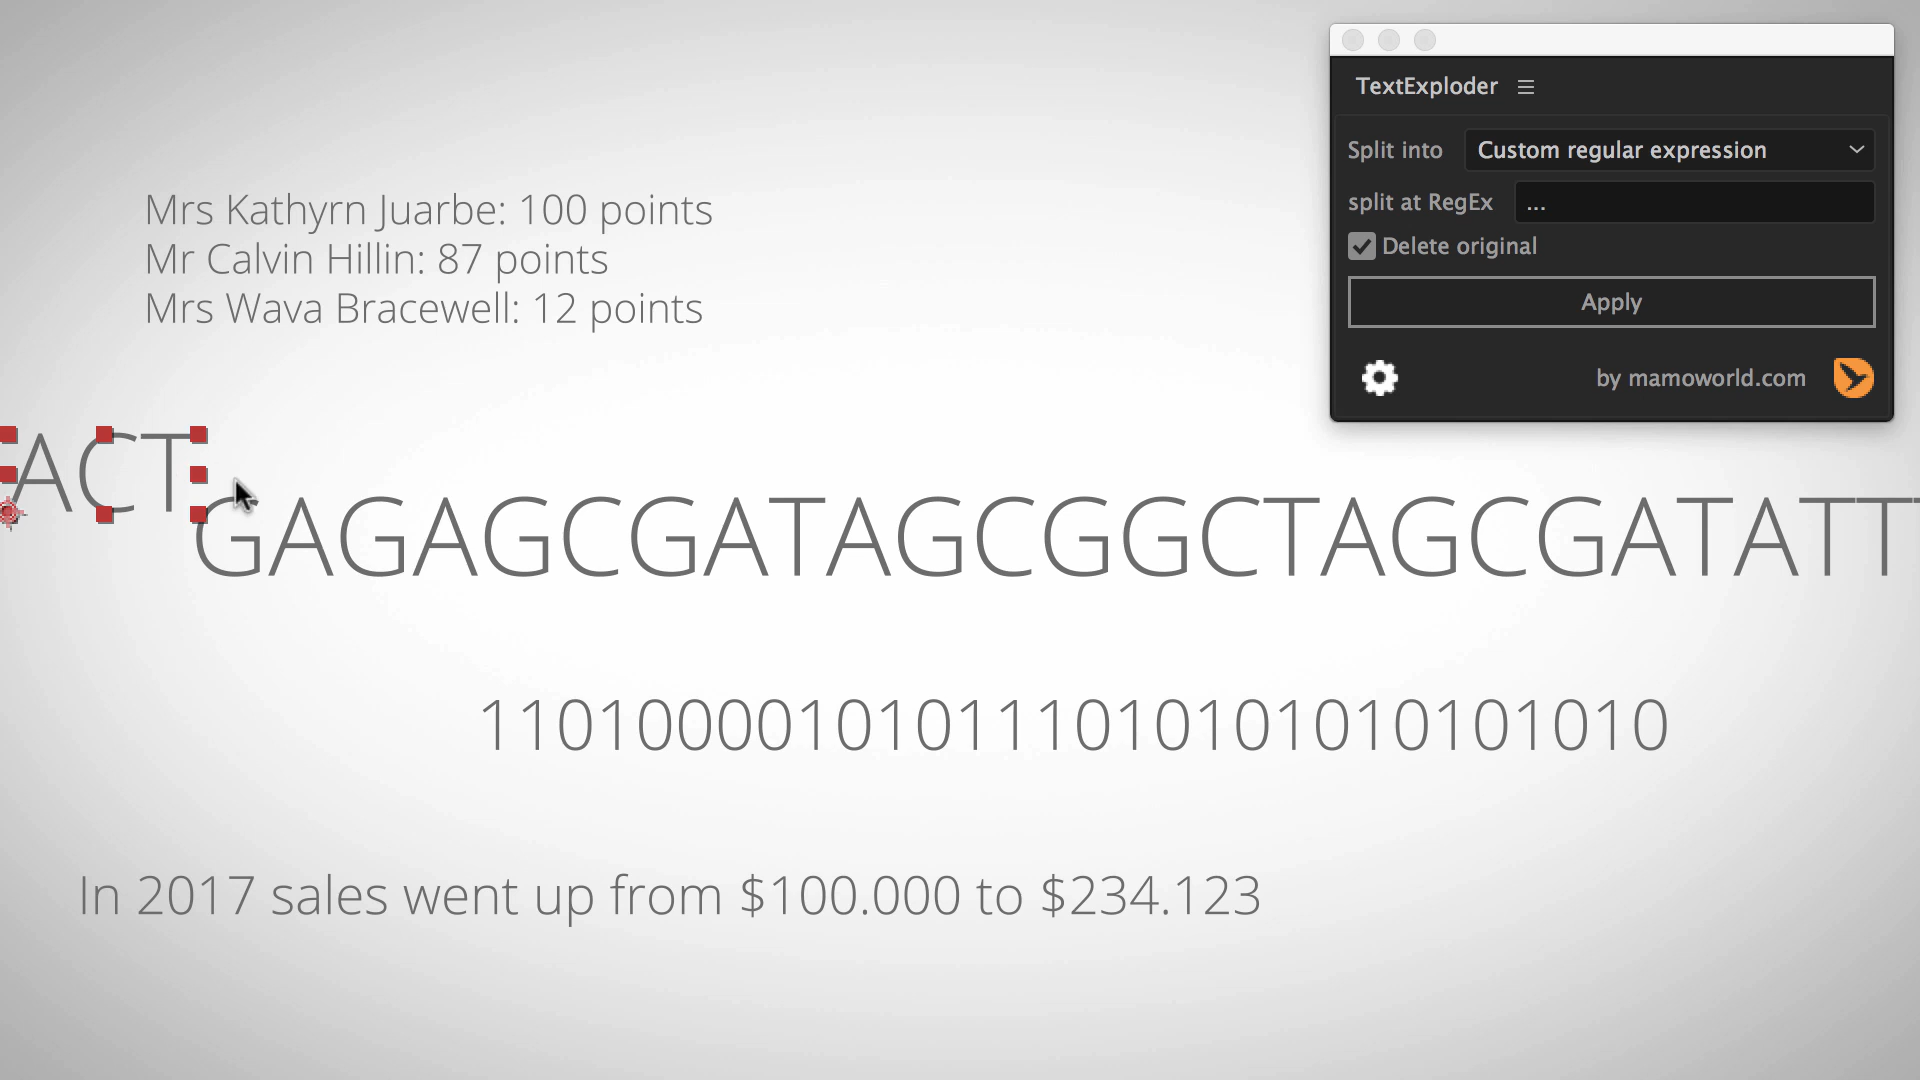 TextExploder
Split into Custom regular expression
split at RegEx ...
Delete original
Apply
by mamoworld.com
Mrs Kathyrn Juarbe: 100 points
Mr Calvin Hillin: 87 points
Mrs Wava Bracewell: 12 points
ACT
GAGAGCGATAGCGGCTAGCGATATT
110100001010111010101010101010
In 2017 sales went up from $100.000 to $234.123